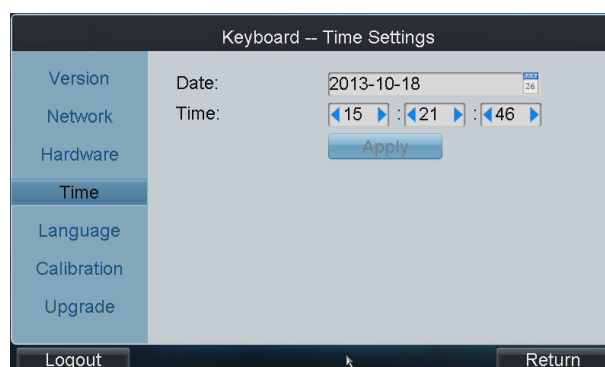 Keyboard -- Time Settings
Version
Network
Hardware
Time
Language
Calibration
Upgrade
Date: 2013-10-18
26
Time: 15 : 21 : 46
Apply
Logout
Return